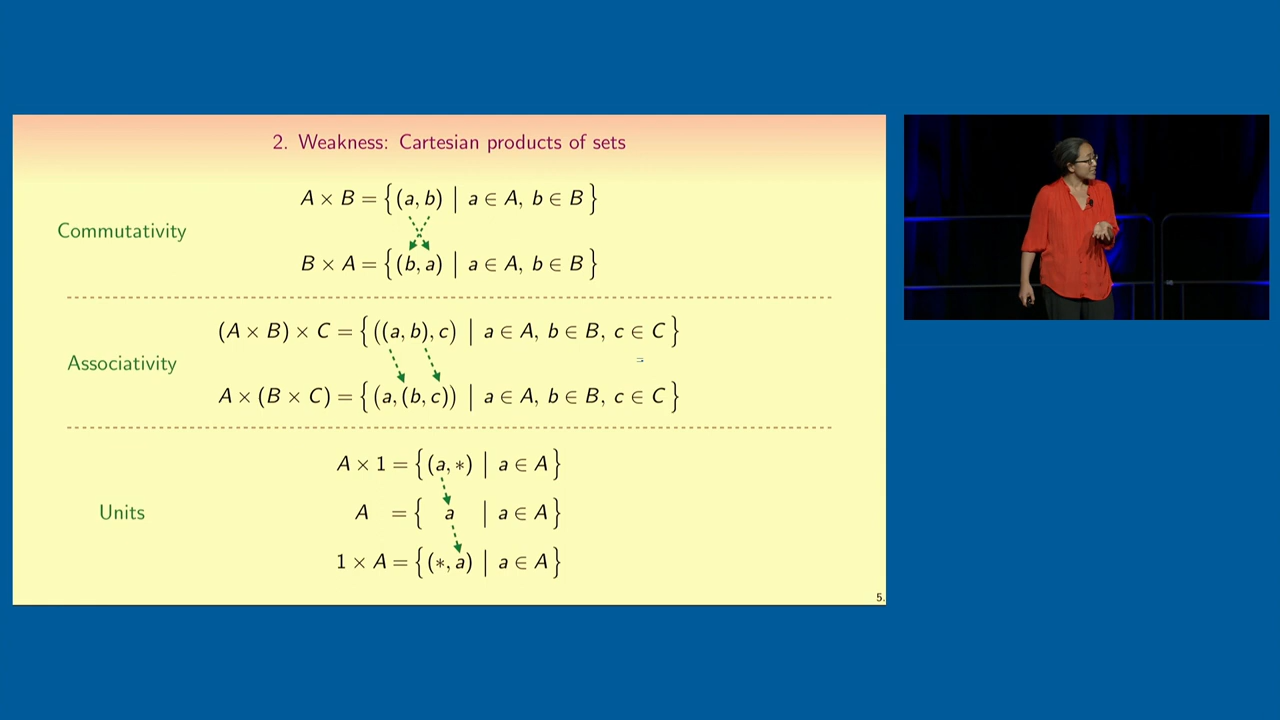 2. Weakness: Cartesian products of sets
A × B = {(a, b) | a ∈ A, b ∈ B}
Commutativity
B × A = {(b, a) | a ∈ A, b ∈ B}
(A × B) × C = {((a, b), c) | a ∈ A, b ∈ B, c ∈ C}
Associativity
A × (B × C) = {(a, (b, c)) | a ∈ A, b ∈ B, c ∈ C}
A × 1 = {(a, *) | a ∈ A}
Units
A = { a | a ∈ A}
1 × A = {(*, a) | a ∈ A}
5.